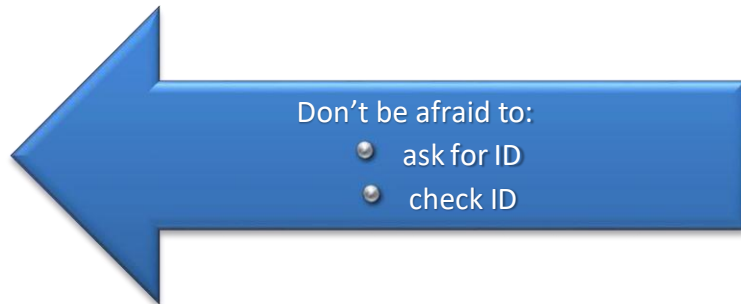 Don’t be afraid to:
ask for ID
check ID